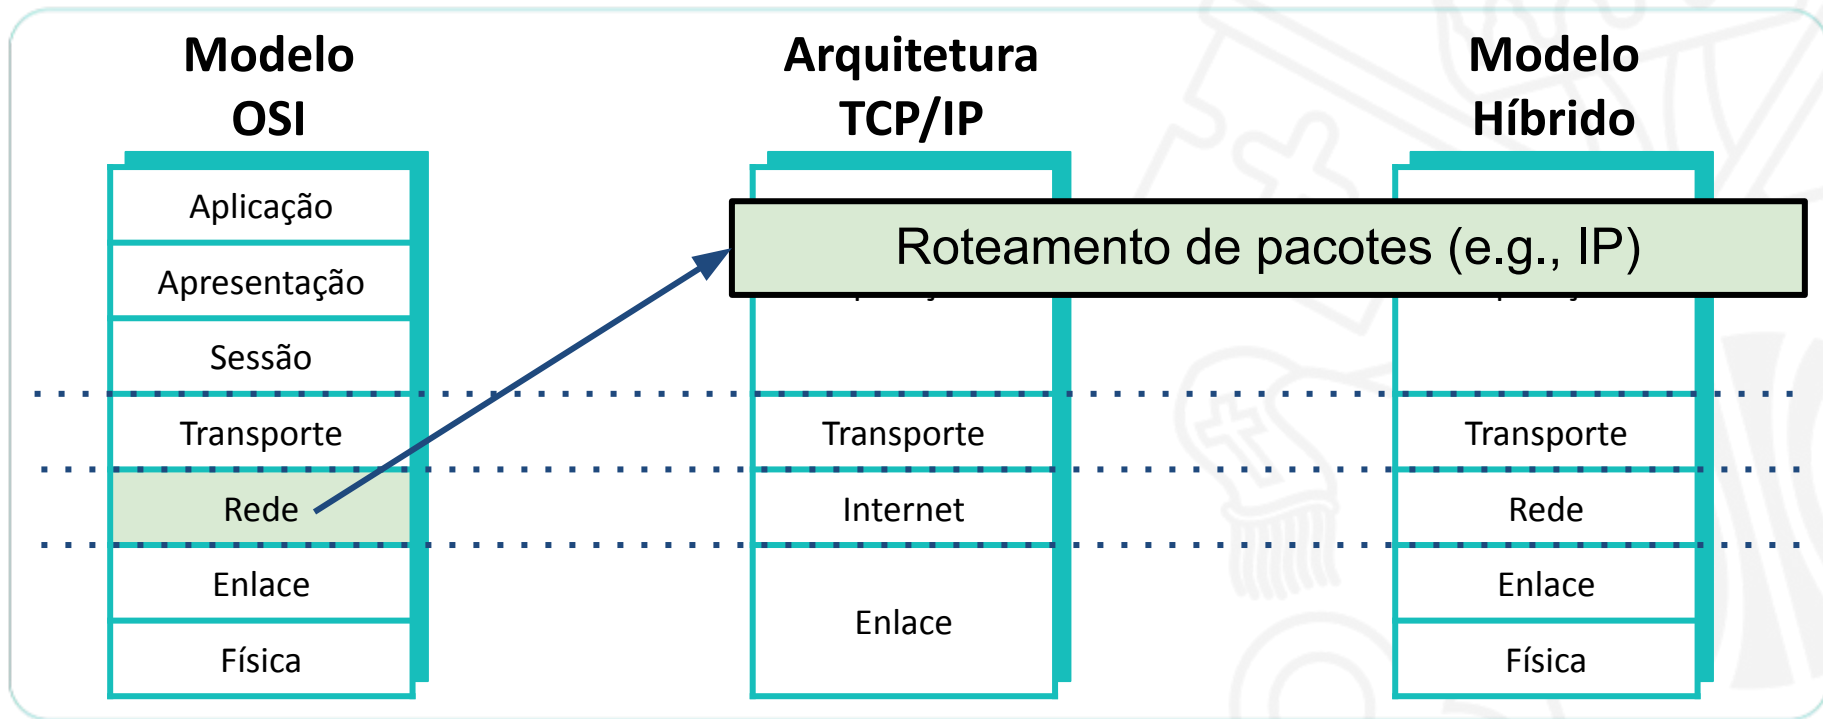 Modelo
OSI
Aplicação
Apresentação
Sessão
Transporte
Rede
Enlace
Física
Arquitetura
TCP/IP
Roteamento de pacotes (e.g., IP)
Transporte
Internet
Enlace
Modelo
Híbrido
Transporte
Rede
Enlace
Física